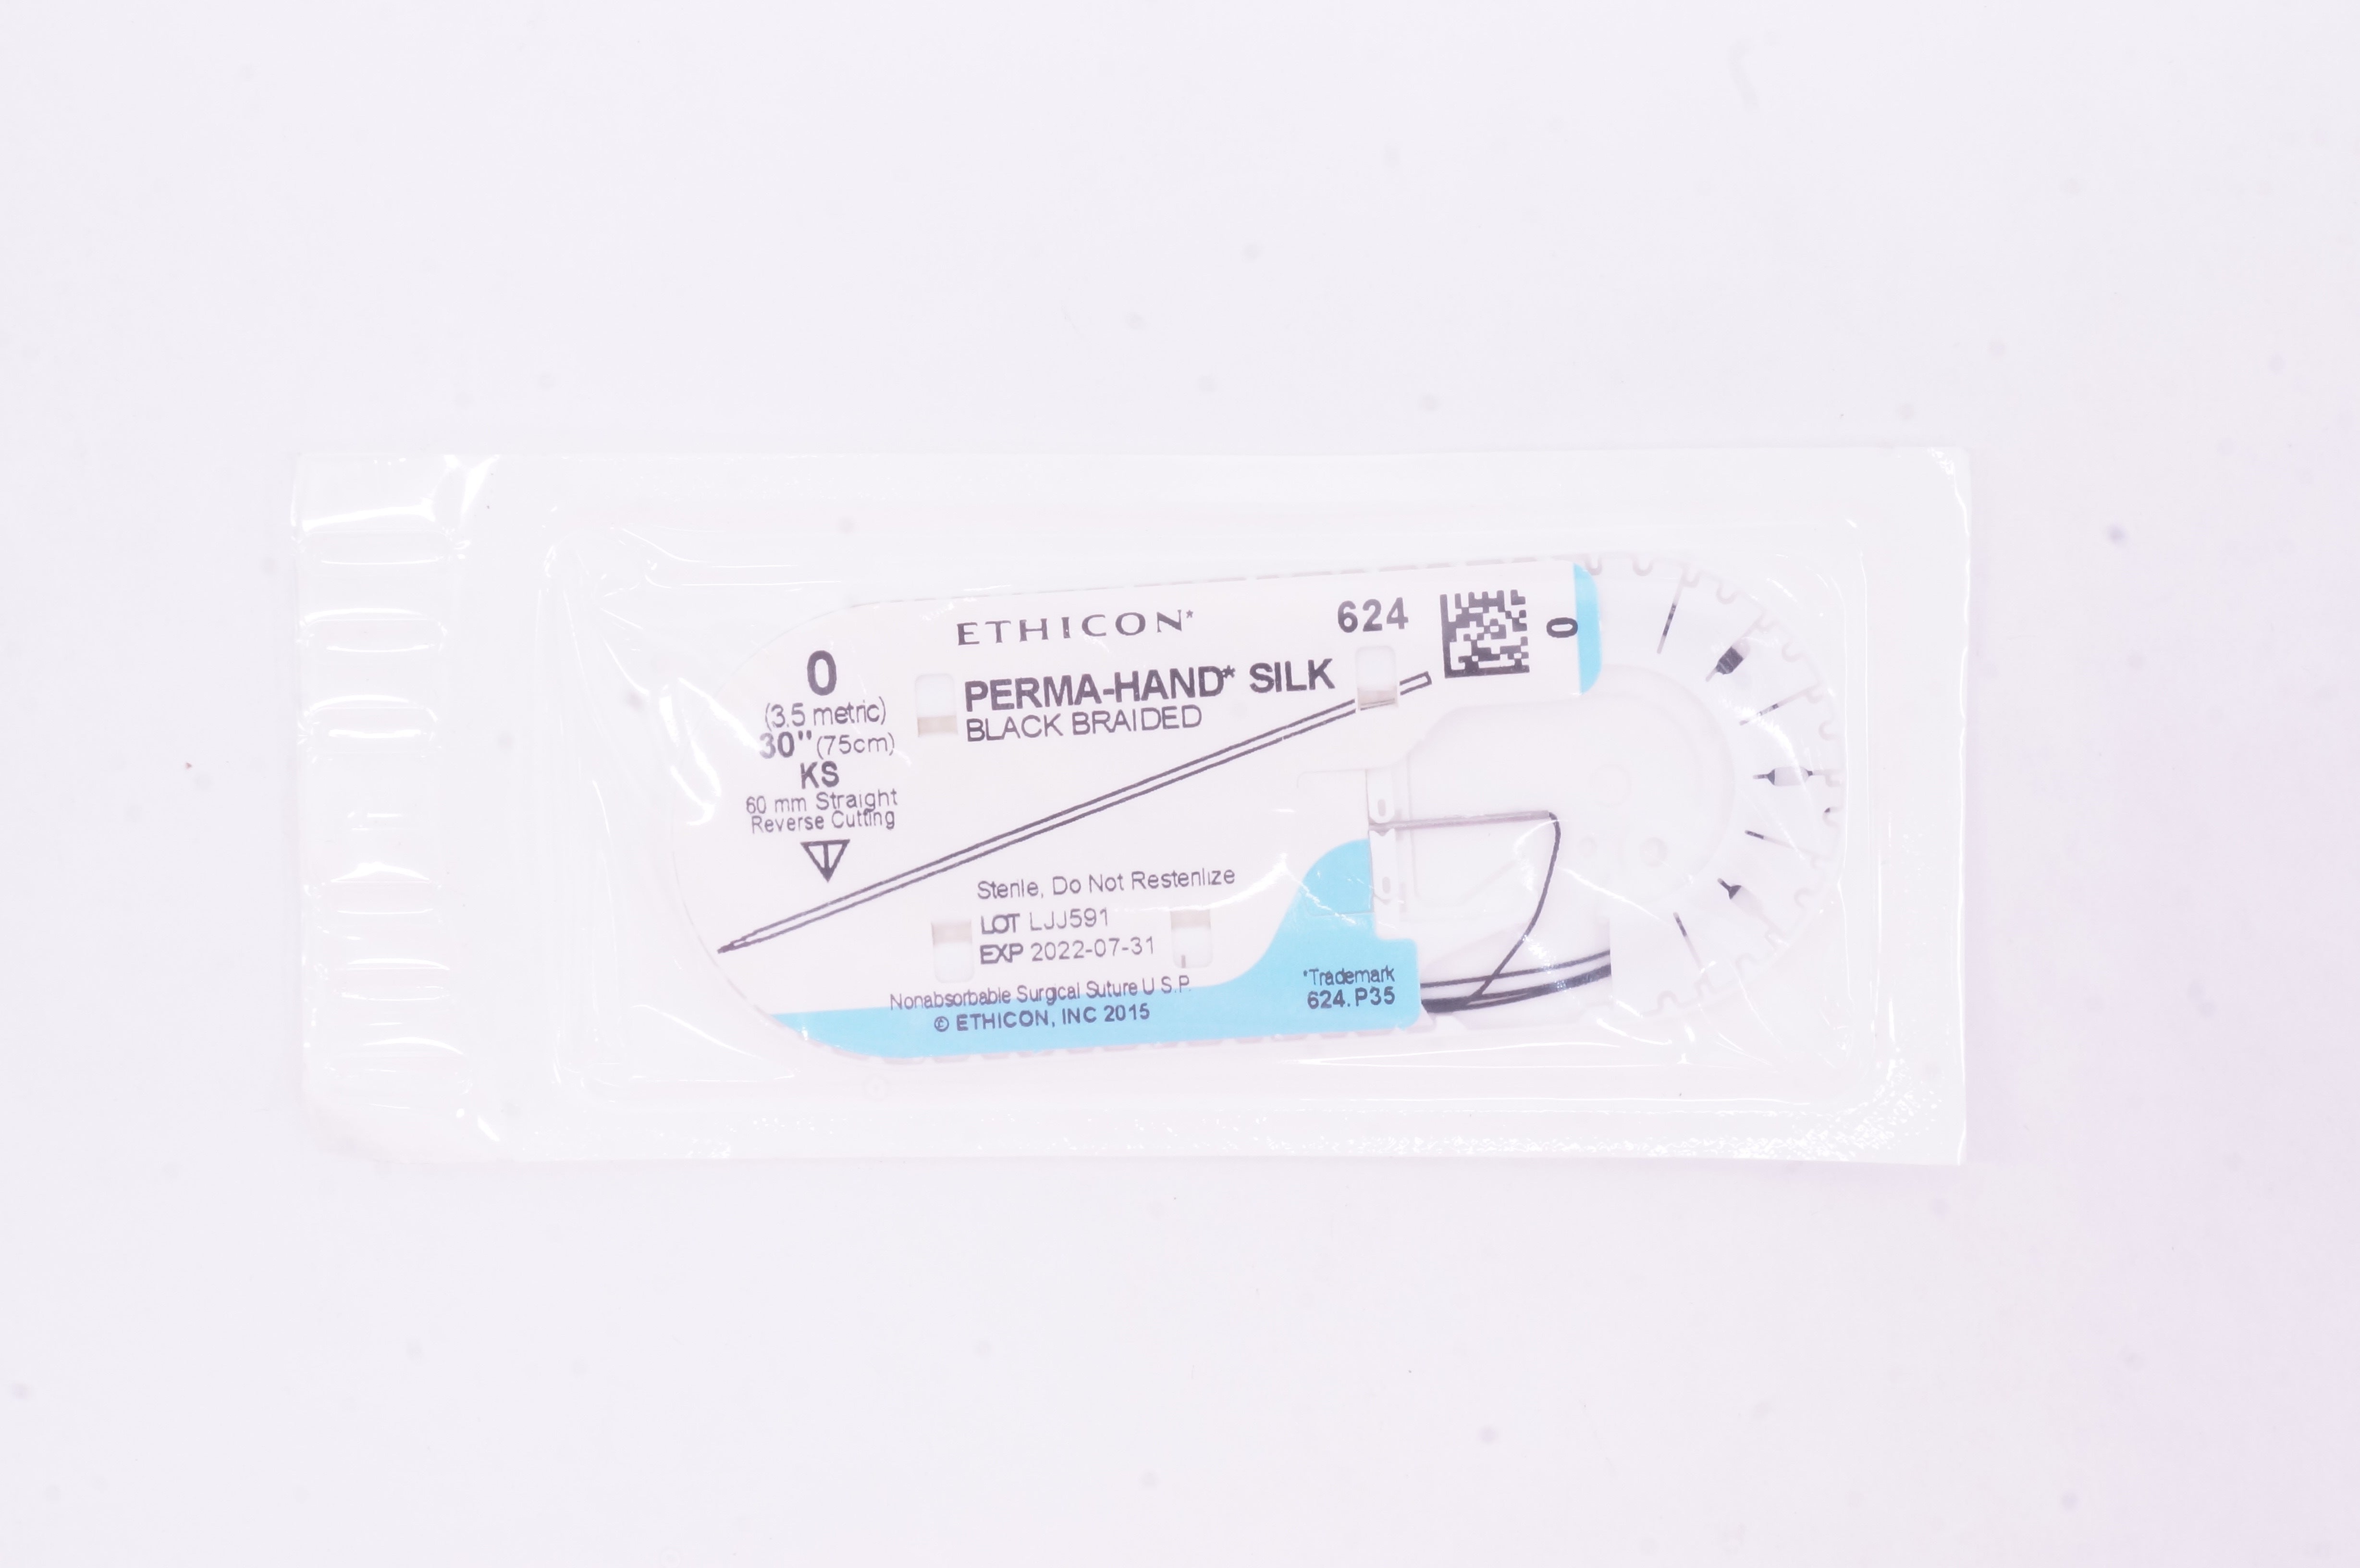 ETHICON*
624
0
0
(3.5 metric)
30" (75cm)
KS
60 mm Straight
Reverse Cutting
PERMA-HAND* SILK
BLACK BRAIDED
Sterile, Do Not Resterilize
LOT LJJ591
EXP 2022-07-31
Nonabsorbable Surgical Suture U.S.P.
© ETHICON, INC 2015
*Trademark
624.P35